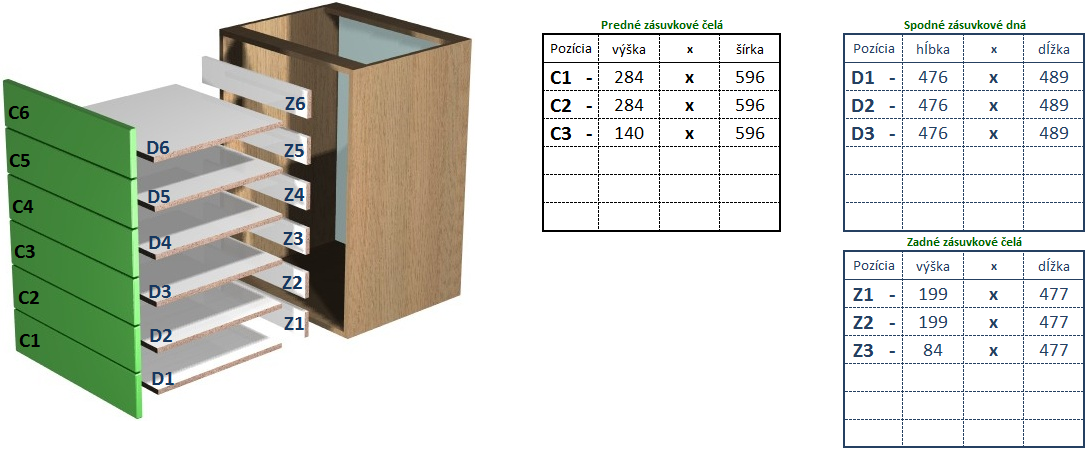 C6
C5
C4
C3
C2
C1
D6
D5
D4
D3
D2
D1
Z6
Z5
Z4
Z3
Z2
Z1
Predné zásuvkové čelá
Pozícia výška x šírka
C1 - 284 x 596
C2 - 284 x 596
C3 - 140 x 596
Spodné zásuvkové dná
Pozícia hĺbka x dĺžka
D1 - 476 x 489
D2 - 476 x 489
D3 - 476 x 489
Zadné zásuvkové čelá
Pozícia výška x dĺžka
Z1 - 199 x 477
Z2 - 199 x 477
Z3 - 84 x 477